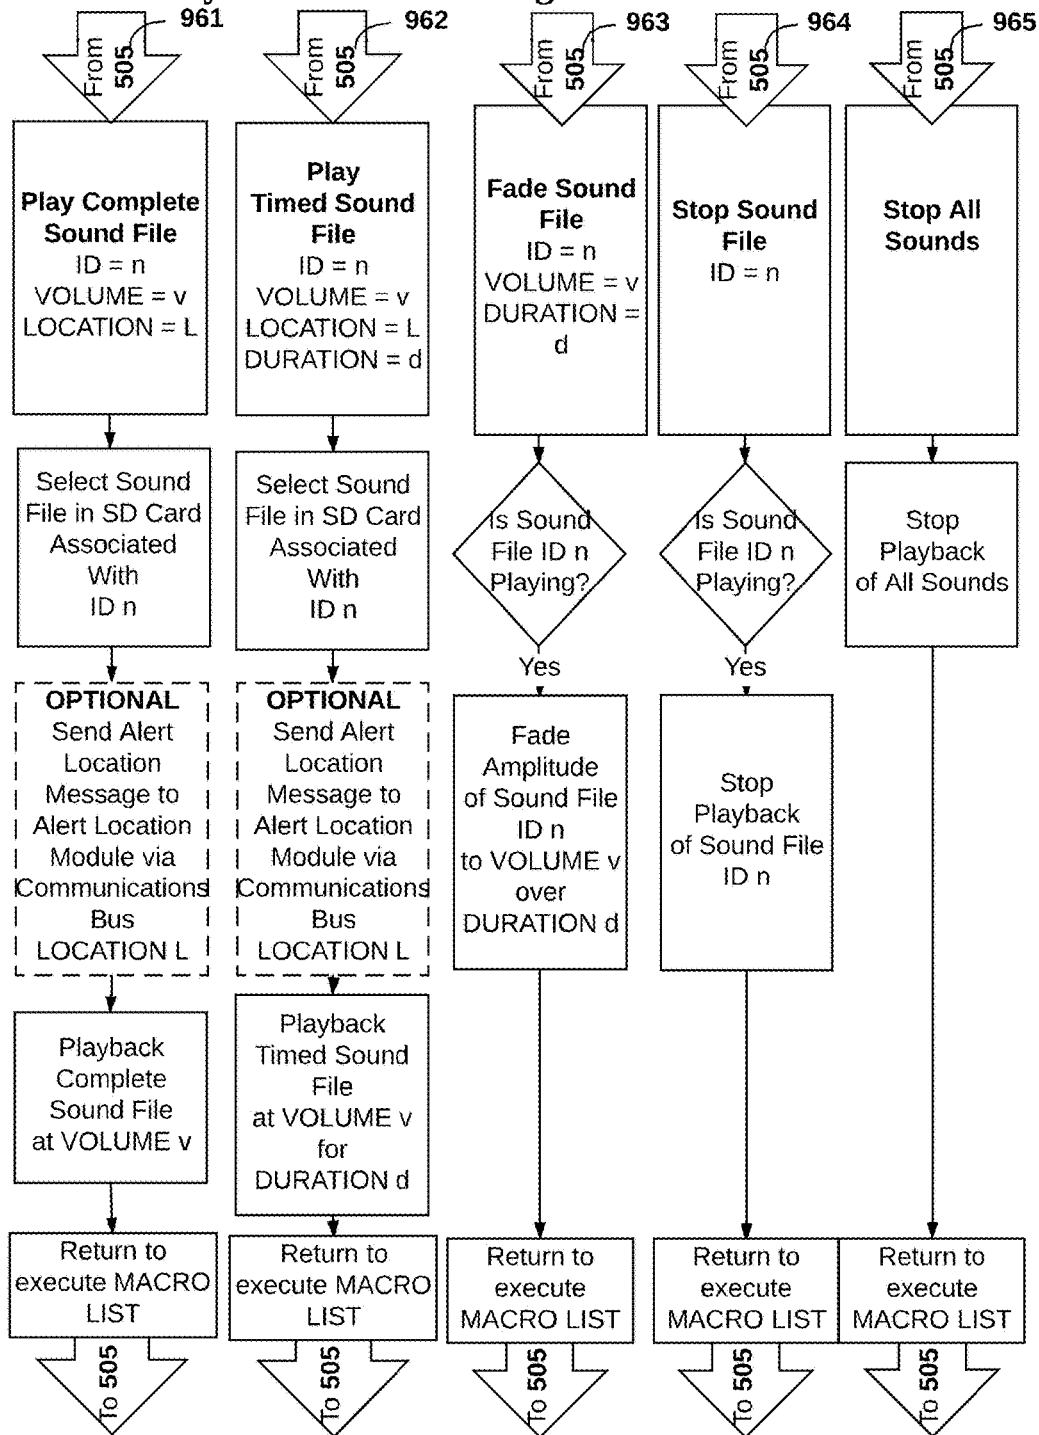 961
From
505
Play Complete
Sound File
ID = n
VOLUME = v
LOCATION = L
Select Sound
File in SD Card
Associated
With
ID n
OPTIONAL
Send Alert
Location
Message to
Alert Location
Module via
Communications
Bus
LOCATION L
Playback
Complete
Sound File
at VOLUME v
Return to
execute MACRO
LIST
To 505
962
From
505
Play
Timed Sound
File
ID = n
VOLUME = v
LOCATION = L
DURATION = d
Select Sound
File in SD Card
Associated
With
ID n
OPTIONAL
Send Alert
Location
Message to
Alert Location
Module via
Communications
Bus
LOCATION L
Playback
Timed Sound
File
at VOLUME v
for
DURATION d
Return to
execute MACRO
LIST
To 505
963
From
505
Fade Sound
File
ID = n
VOLUME = v
DURATION =
d
Is Sound
File ID n
Playing?
Yes
Fade
Amplitude
of Sound File
ID n
to VOLUME v
over
DURATION d
Return to
execute
MACRO LIST
To 505
964
From
505
Stop Sound
File
ID = n
Is Sound
File ID n
Playing?
Yes
Stop
Playback
of Sound File
ID n
Return to
execute
MACRO LIST
To 505
965
From
505
Stop All
Sounds
Stop
Playback
of All Sounds
Return to
execute
MACRO LIST
To 505